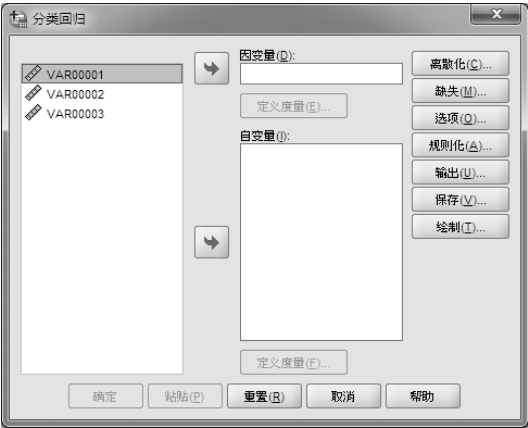 分类回归
VAR00001
VAR00002
VAR00003
因变量(D):
定义度量(E)...
自变量(I):
定义度量(F)...
离散化(C)...
缺失(M)...
选项(O)...
规则化(A)...
输出(U)...
保存(V)...
绘制(T)...
确定
粘贴(P)
重置(R)
取消
帮助